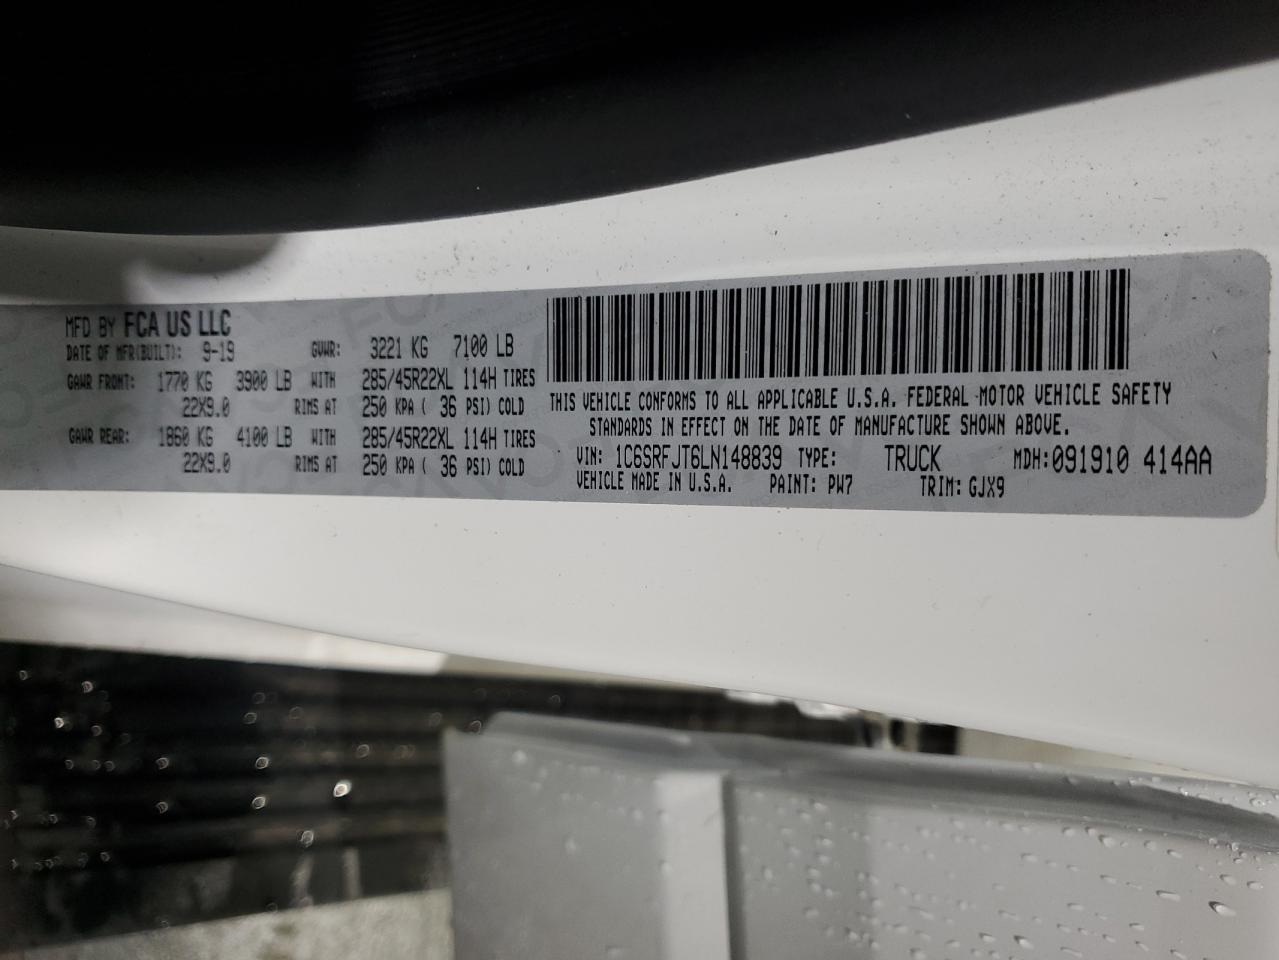 MFD BY FCA US LLC
DATE OF MFR(BUILT): 9-19 GVWR: 3221 KG 7100 LB
GAWR FRONT: 1770 KG 3900 LB WITH 285/45R22XL 114H TIRES
22X9.0 RIMS AT 250 KPA ( 36 PSI) COLD
GAWR REAR: 1860 KG 4100 LB WITH 285/45R22XL 114H TIRES
22X9.0 RIMS AT 250 KPA ( 36 PSI) COLD
THIS VEHICLE CONFORMS TO ALL APPLICABLE U.S.A. FEDERAL MOTOR VEHICLE SAFETY
STANDARDS IN EFFECT ON THE DATE OF MANUFACTURE SHOWN ABOVE.
VIN: 1C6SRFJT6LN148839 TYPE: TRUCK MDH:091910 414AA
VEHICLE MADE IN U.S.A. PAINT: PW7 TRIM: GJX9